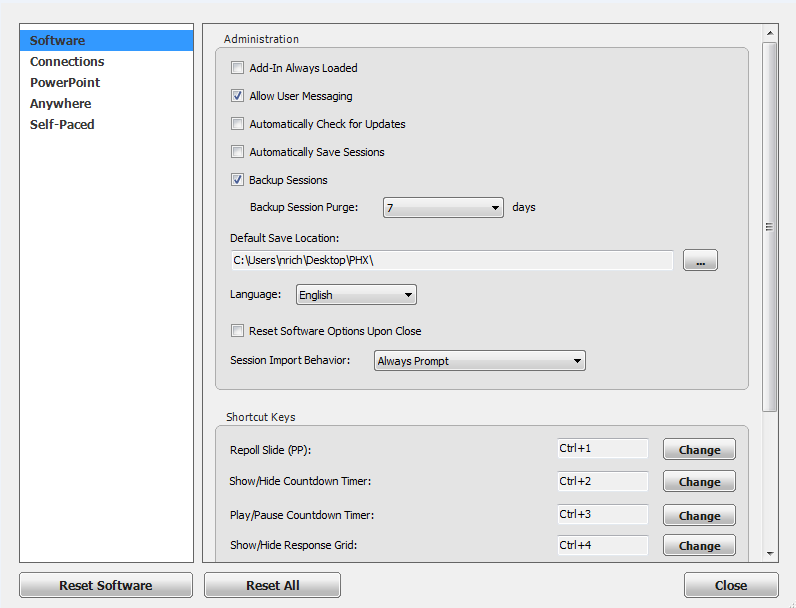 Software
Connections
PowerPoint
Anywhere
Self-Paced
Administration
Add-In Always Loaded
Allow User Messaging
Automatically Check for Updates
Automatically Save Sessions
Backup Sessions
Backup Session Purge: 7 days
Default Save Location:
C:\Users\nrich\Desktop\PHX\ ...
Language: English
Reset Software Options Upon Close
Session Import Behavior: Always Prompt
Shortcut Keys
Repoll Slide (PP): Ctrl+1 Change
Show/Hide Countdown Timer: Ctrl+2 Change
Play/Pause Countdown Timer: Ctrl+3 Change
Show/Hide Response Grid: Ctrl+4 Change
Reset Software Reset All Close